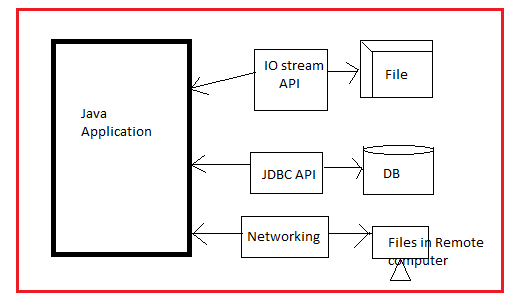 Java
Application
IO stream
API
File
JDBC API
DB
Networking
Files in Remote
computer